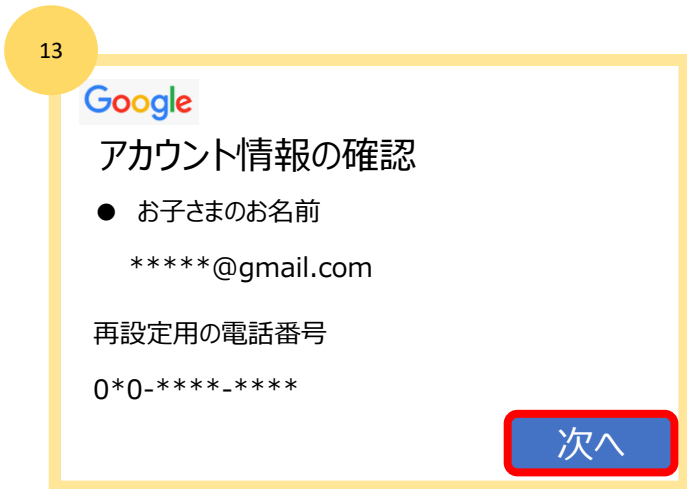 13
Google
アカウント情報の確認
● お子さまのお名前
*****@gmail.com
再設定用の電話番号
0*0-****-****
次へ